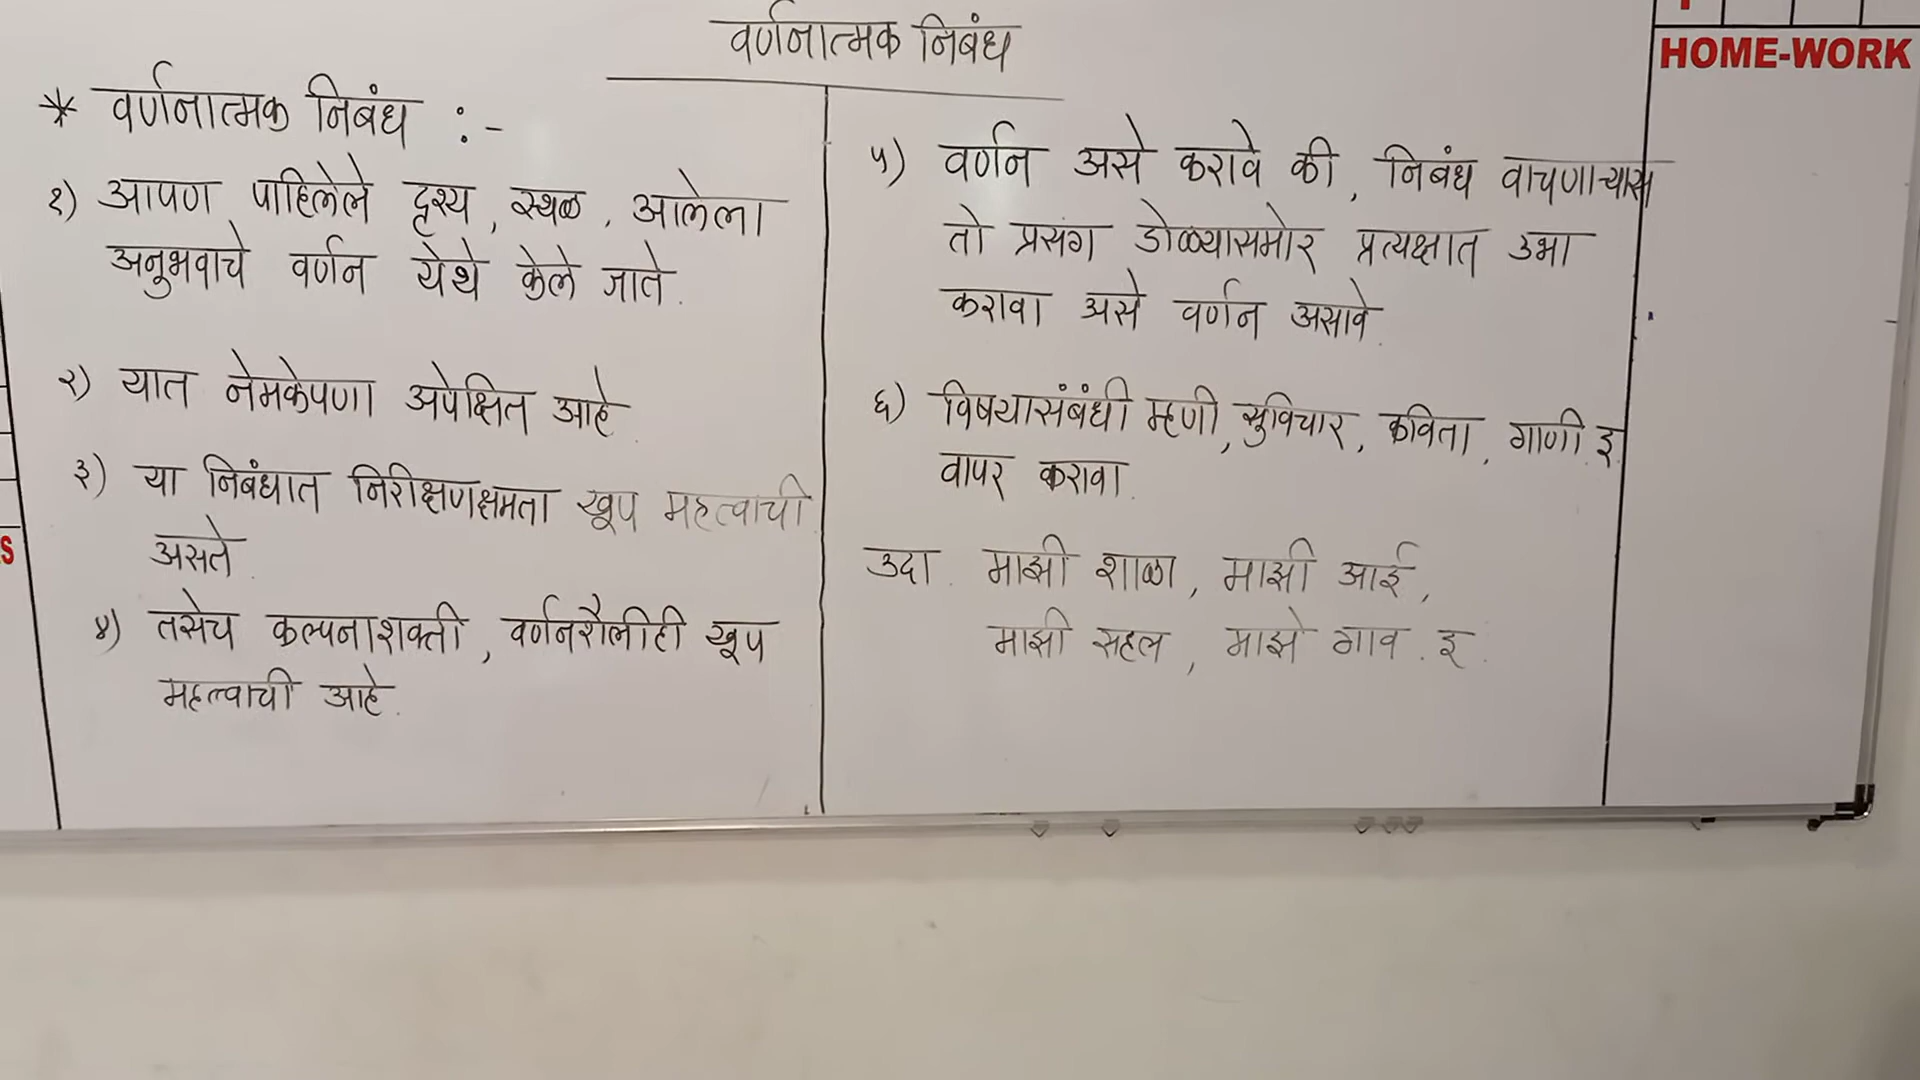 वर्णनात्मक निबंध
* वर्णनात्मक निबंध :-
१) आपण पाहिलेले दृश्य, स्थळ, आलेला
अनुभवाचे वर्णन येथे केले जाते.
२) यात नेमकेपणा अपेक्षित आहे.
३) या निबंधात निरीक्षणक्षमता खूप महत्वाची
असते.
४) तसेच कल्पनाशक्ती, वर्णनशैलीही खूप
महत्वाची आहे.
५) वर्णन असे करावे की, निबंध वाचणाऱ्यास
तो प्रसंग डोळ्यासमोर प्रत्यक्षात उभा
करावा असे वर्णन असावे.
६) विषयासंबंधी म्हणी, सुविचार, कविता, गाणी इ.
वापर करावा.
उदा. माझी शाळा, माझी आई,
माझी सहल, माझे गाव. इ.
HOME-WORK
S